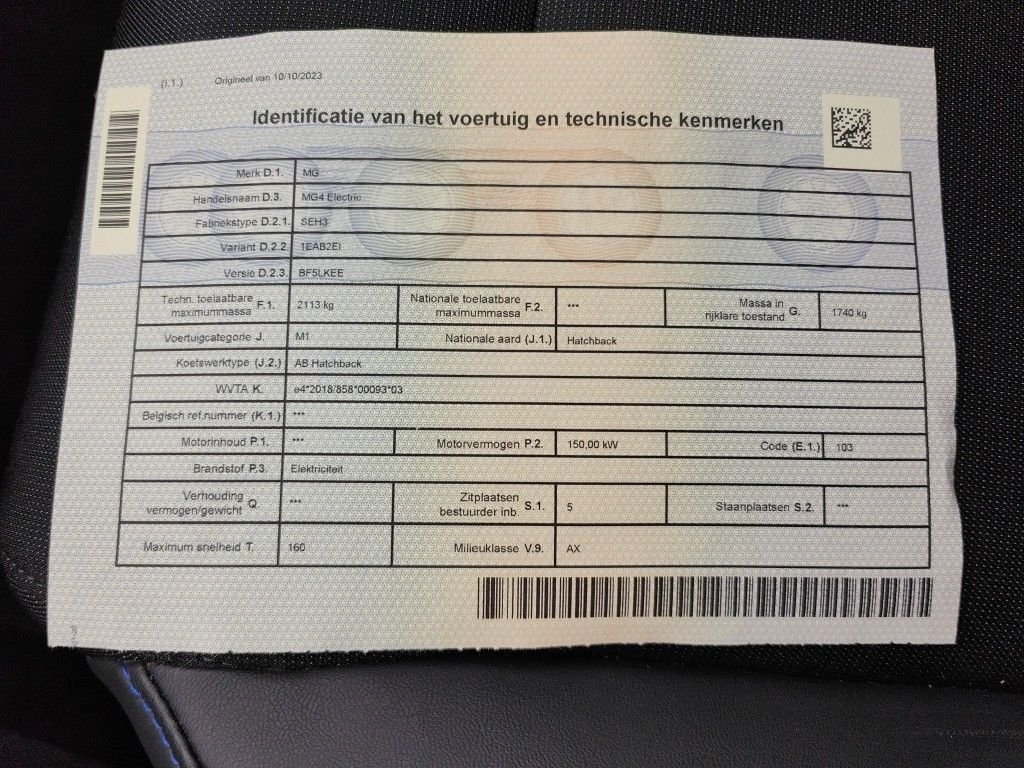 (I.1.) Origineel van 10/10/2023
Identificatie van het voertuig en technische kenmerken
Merk D.1. MG
Handelsnaam D.3. MG4 Electric
Fabriekstype D.2.1. SEH3
Variant D.2.2. 1EAB2EI
Versie D.2.3. BF5LKEE
Techn. toelaatbare maximummassa F.1. 2113 kg Nationale toelaatbare maximummassa F.2. *** Massa in rijklare toestand G. 1740 kg
Voertuigcategorie J. M1 Nationale aard (J.1.) Hatchback
Koetswerktype (J.2.) AB Hatchback
WVTA K. e4*2018/858*00093*03
Belgisch ref.nummer (K.1.) ***
Motorinhoud P.1. *** Motorvermogen P.2. 150,00 kW Code (E.1.) 103
Brandstof P.3. Elektriciteit
Verhouding vermogen/gewicht Q. *** Zitplaatsen bestuurder inb S.1. 5 Staanplaatsen S.2. ***
Maximum snelheid T. 160 Milieuklasse V.9. AX